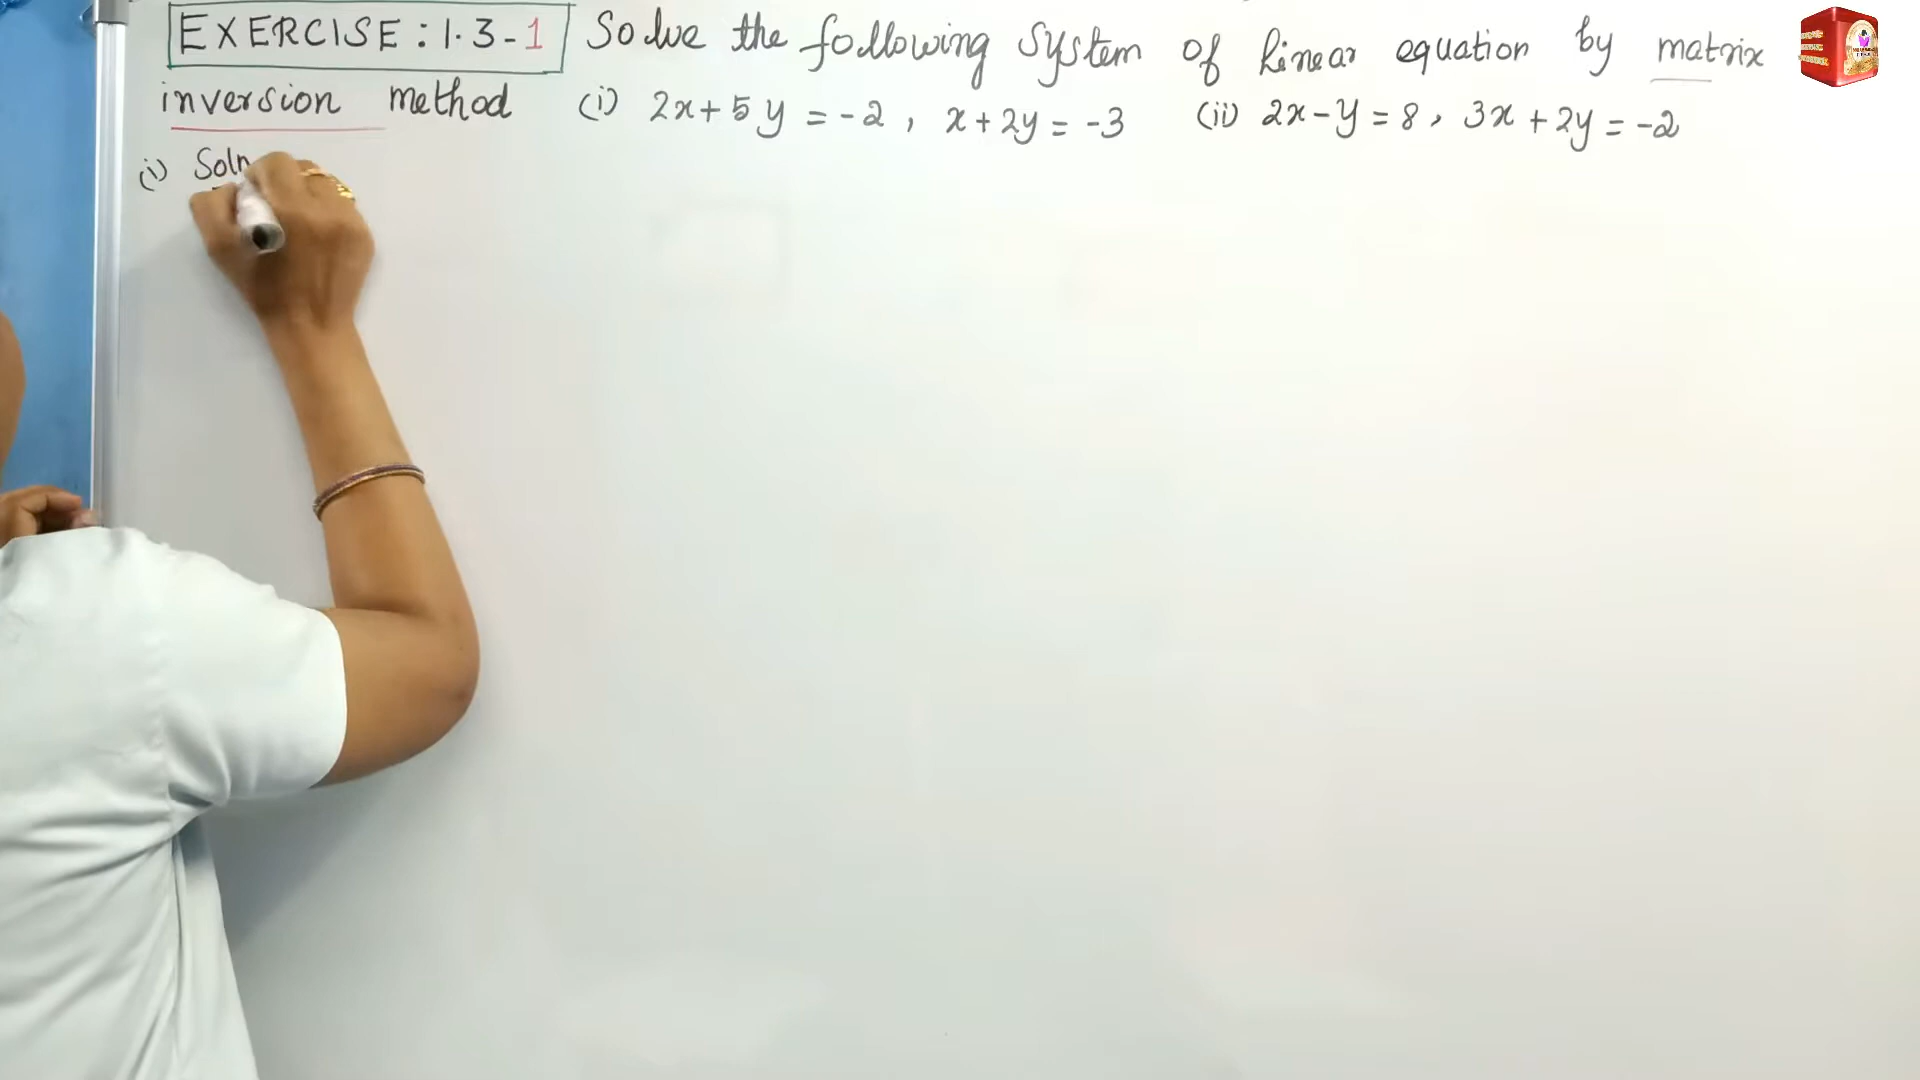 EXERCISE : 1.3-1 Solve the following System of Linear equation by matrix
inversion method (i) 2x+5y = -2 , x+2y = -3 (ii) 2x-y = 8 , 3x+2y = -2
(i) Soln